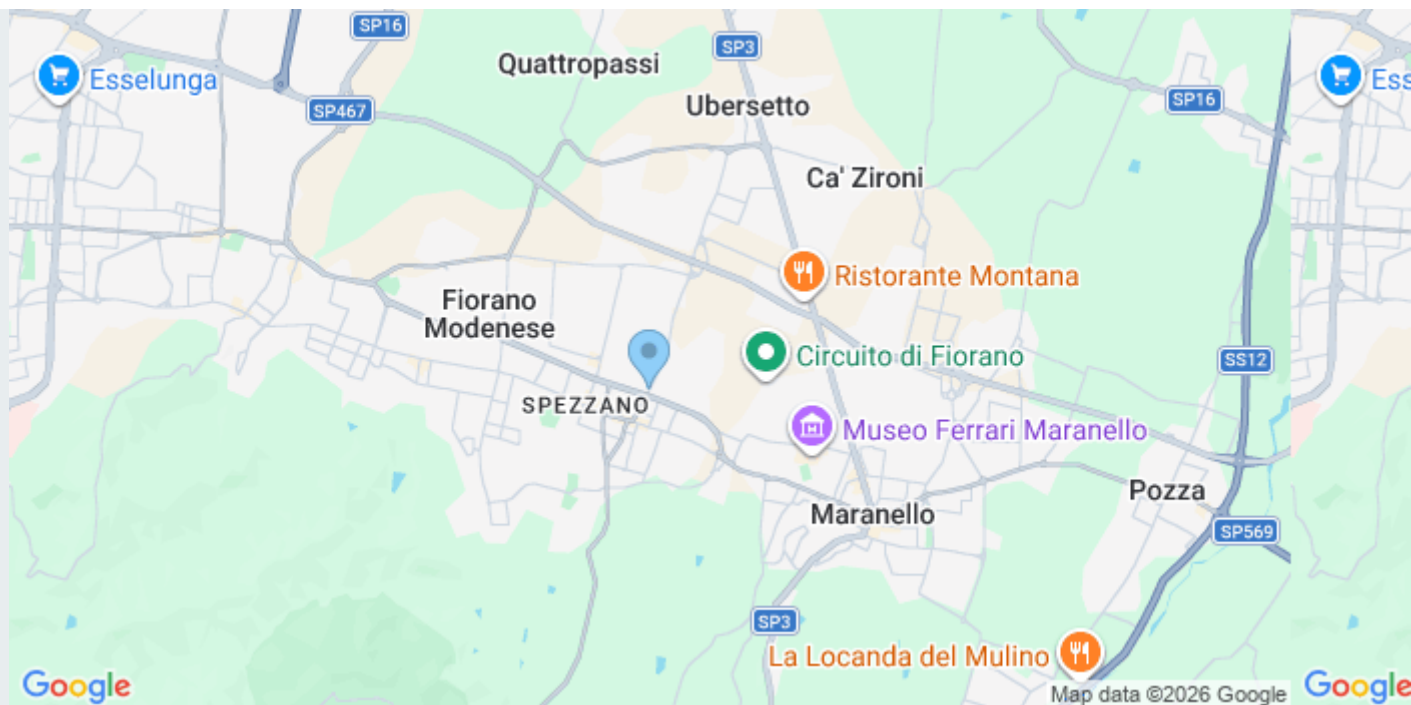 SP16
Quattropassi
SP3
Esselunga
Ess
SP467
Ubersetto
SP16
Ca' Zironi
Ristorante Montana
Fiorano
Modenese
Circuito di Fiorano
SS12
SPEZZANO
Museo Ferrari Maranello
Pozza
Maranello
SP569
SP3
La Locanda del Mulino
Google
Map data ©2026 Google
Google